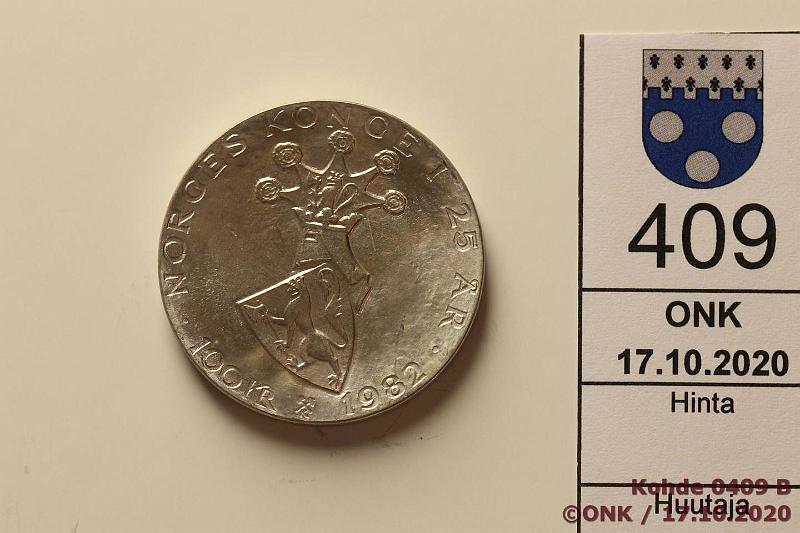 NORGES KONGE I 25 ÅR
100 KR 1982
409
ONK
17.10.2020
Hinta
Kohde 0409 B
Huutaja
©ONK / 17.10.2020